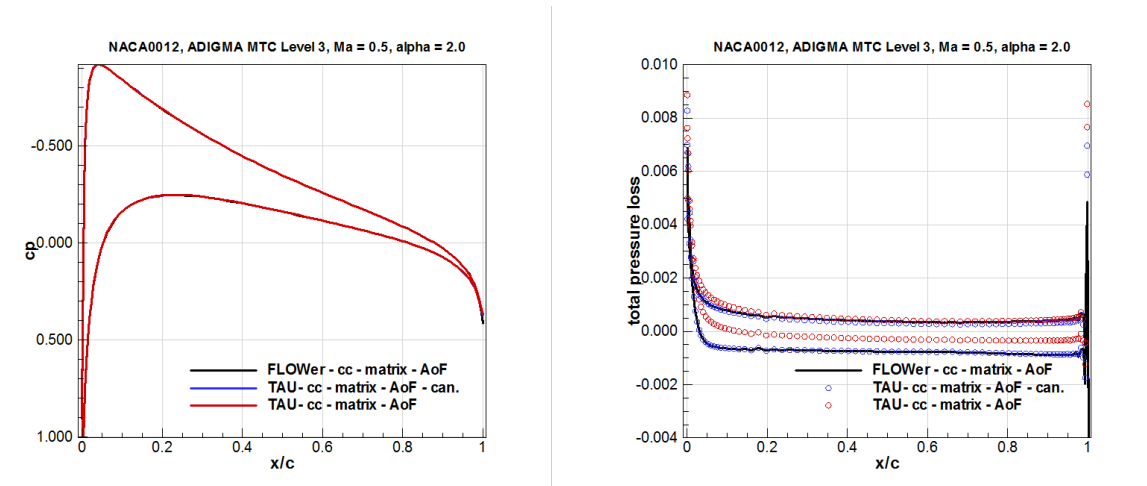 NACA0012, ADIGMA MTC Level 3, Ma = 0.5, alpha = 2.0
-0.500
0.000
0.500
1.000
cp
0 0.2 0.4 0.6 0.8 1
x/c
FLOWer - cc - matrix - AoF
TAU- cc - matrix - AoF - can.
TAU- cc - matrix - AoF
NACA0012, ADIGMA MTC Level 3, Ma = 0.5, alpha = 2.0
0.010
0.008
0.006
0.004
0.002
0.000
-0.002
-0.004
total pressure loss
0 0.2 0.4 0.6 0.8 1
x/c
FLOWer - cc - matrix - AoF
TAU- cc - matrix - AoF - can.
TAU- cc - matrix - AoF